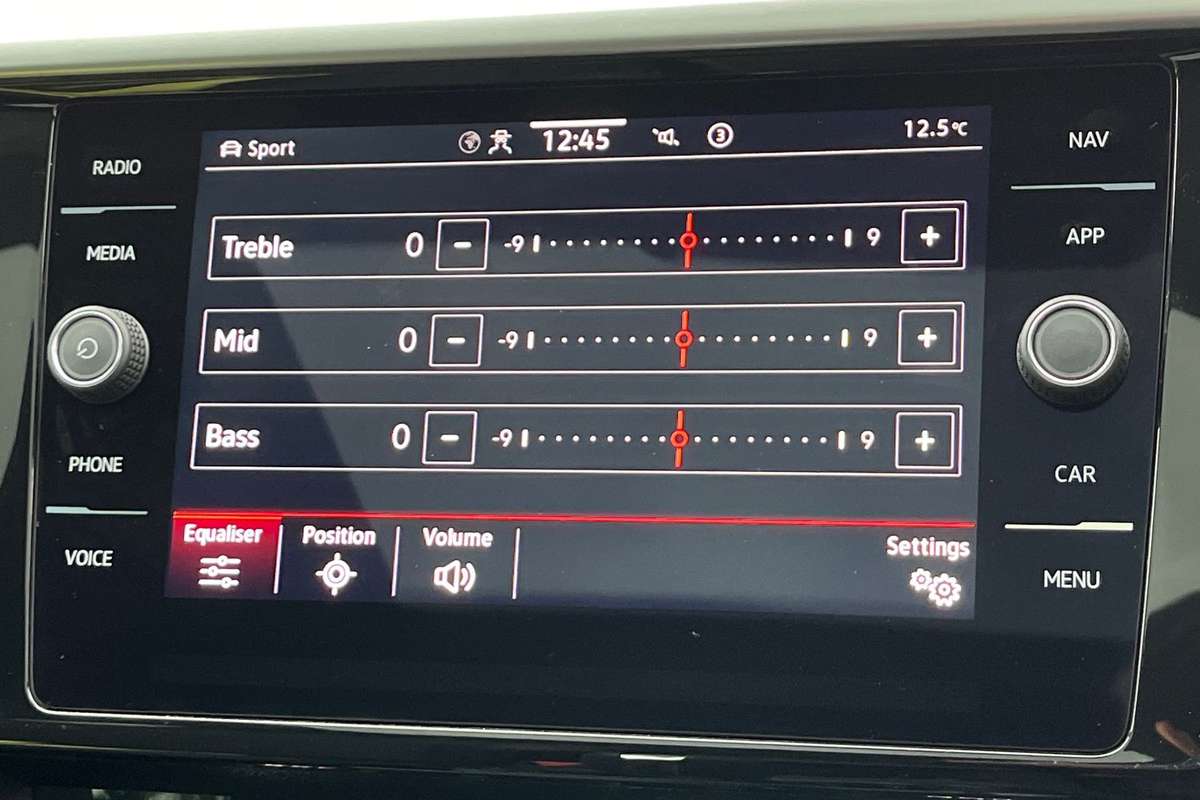 RADIO
MEDIA
PHONE
VOICE
Sport 12:45 3 12.5°C
Treble 0 - -9 9 +
Mid 0 - -9 9 +
Bass 0 - -9 9 +
Equaliser Position Volume Settings
NAV
APP
CAR
MENU